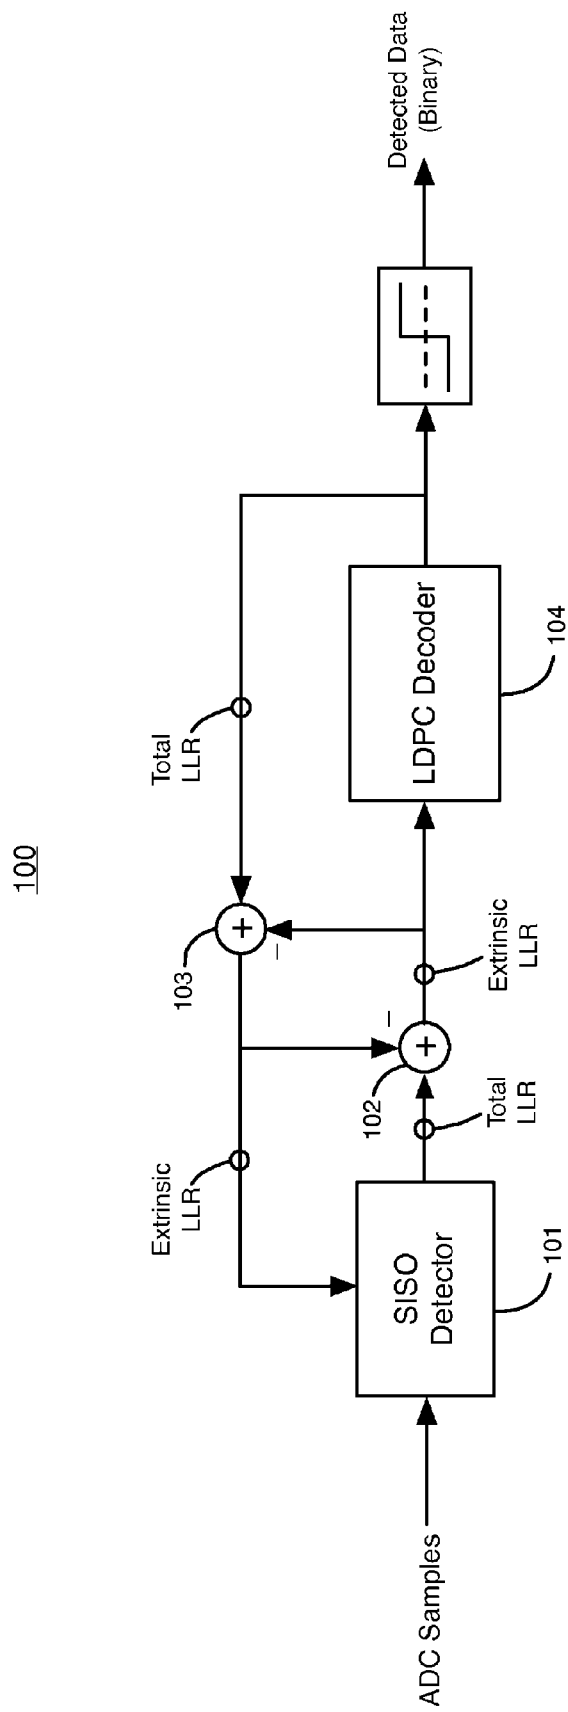 100
ADC Samples
SISO
Detector
101
Extrinsic
LLR
Total
LLR
102
+
–
Extrinsic
LLR
103
+
–
Total
LLR
LDPC Decoder
104
Detected Data
(Binary)